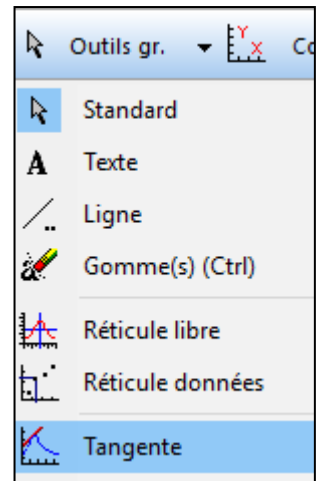 Outils gr. Y X Co
Standard
A Texte
Ligne
a Gomme(s) (Ctrl)
Réticule libre
Réticule données
Tangente